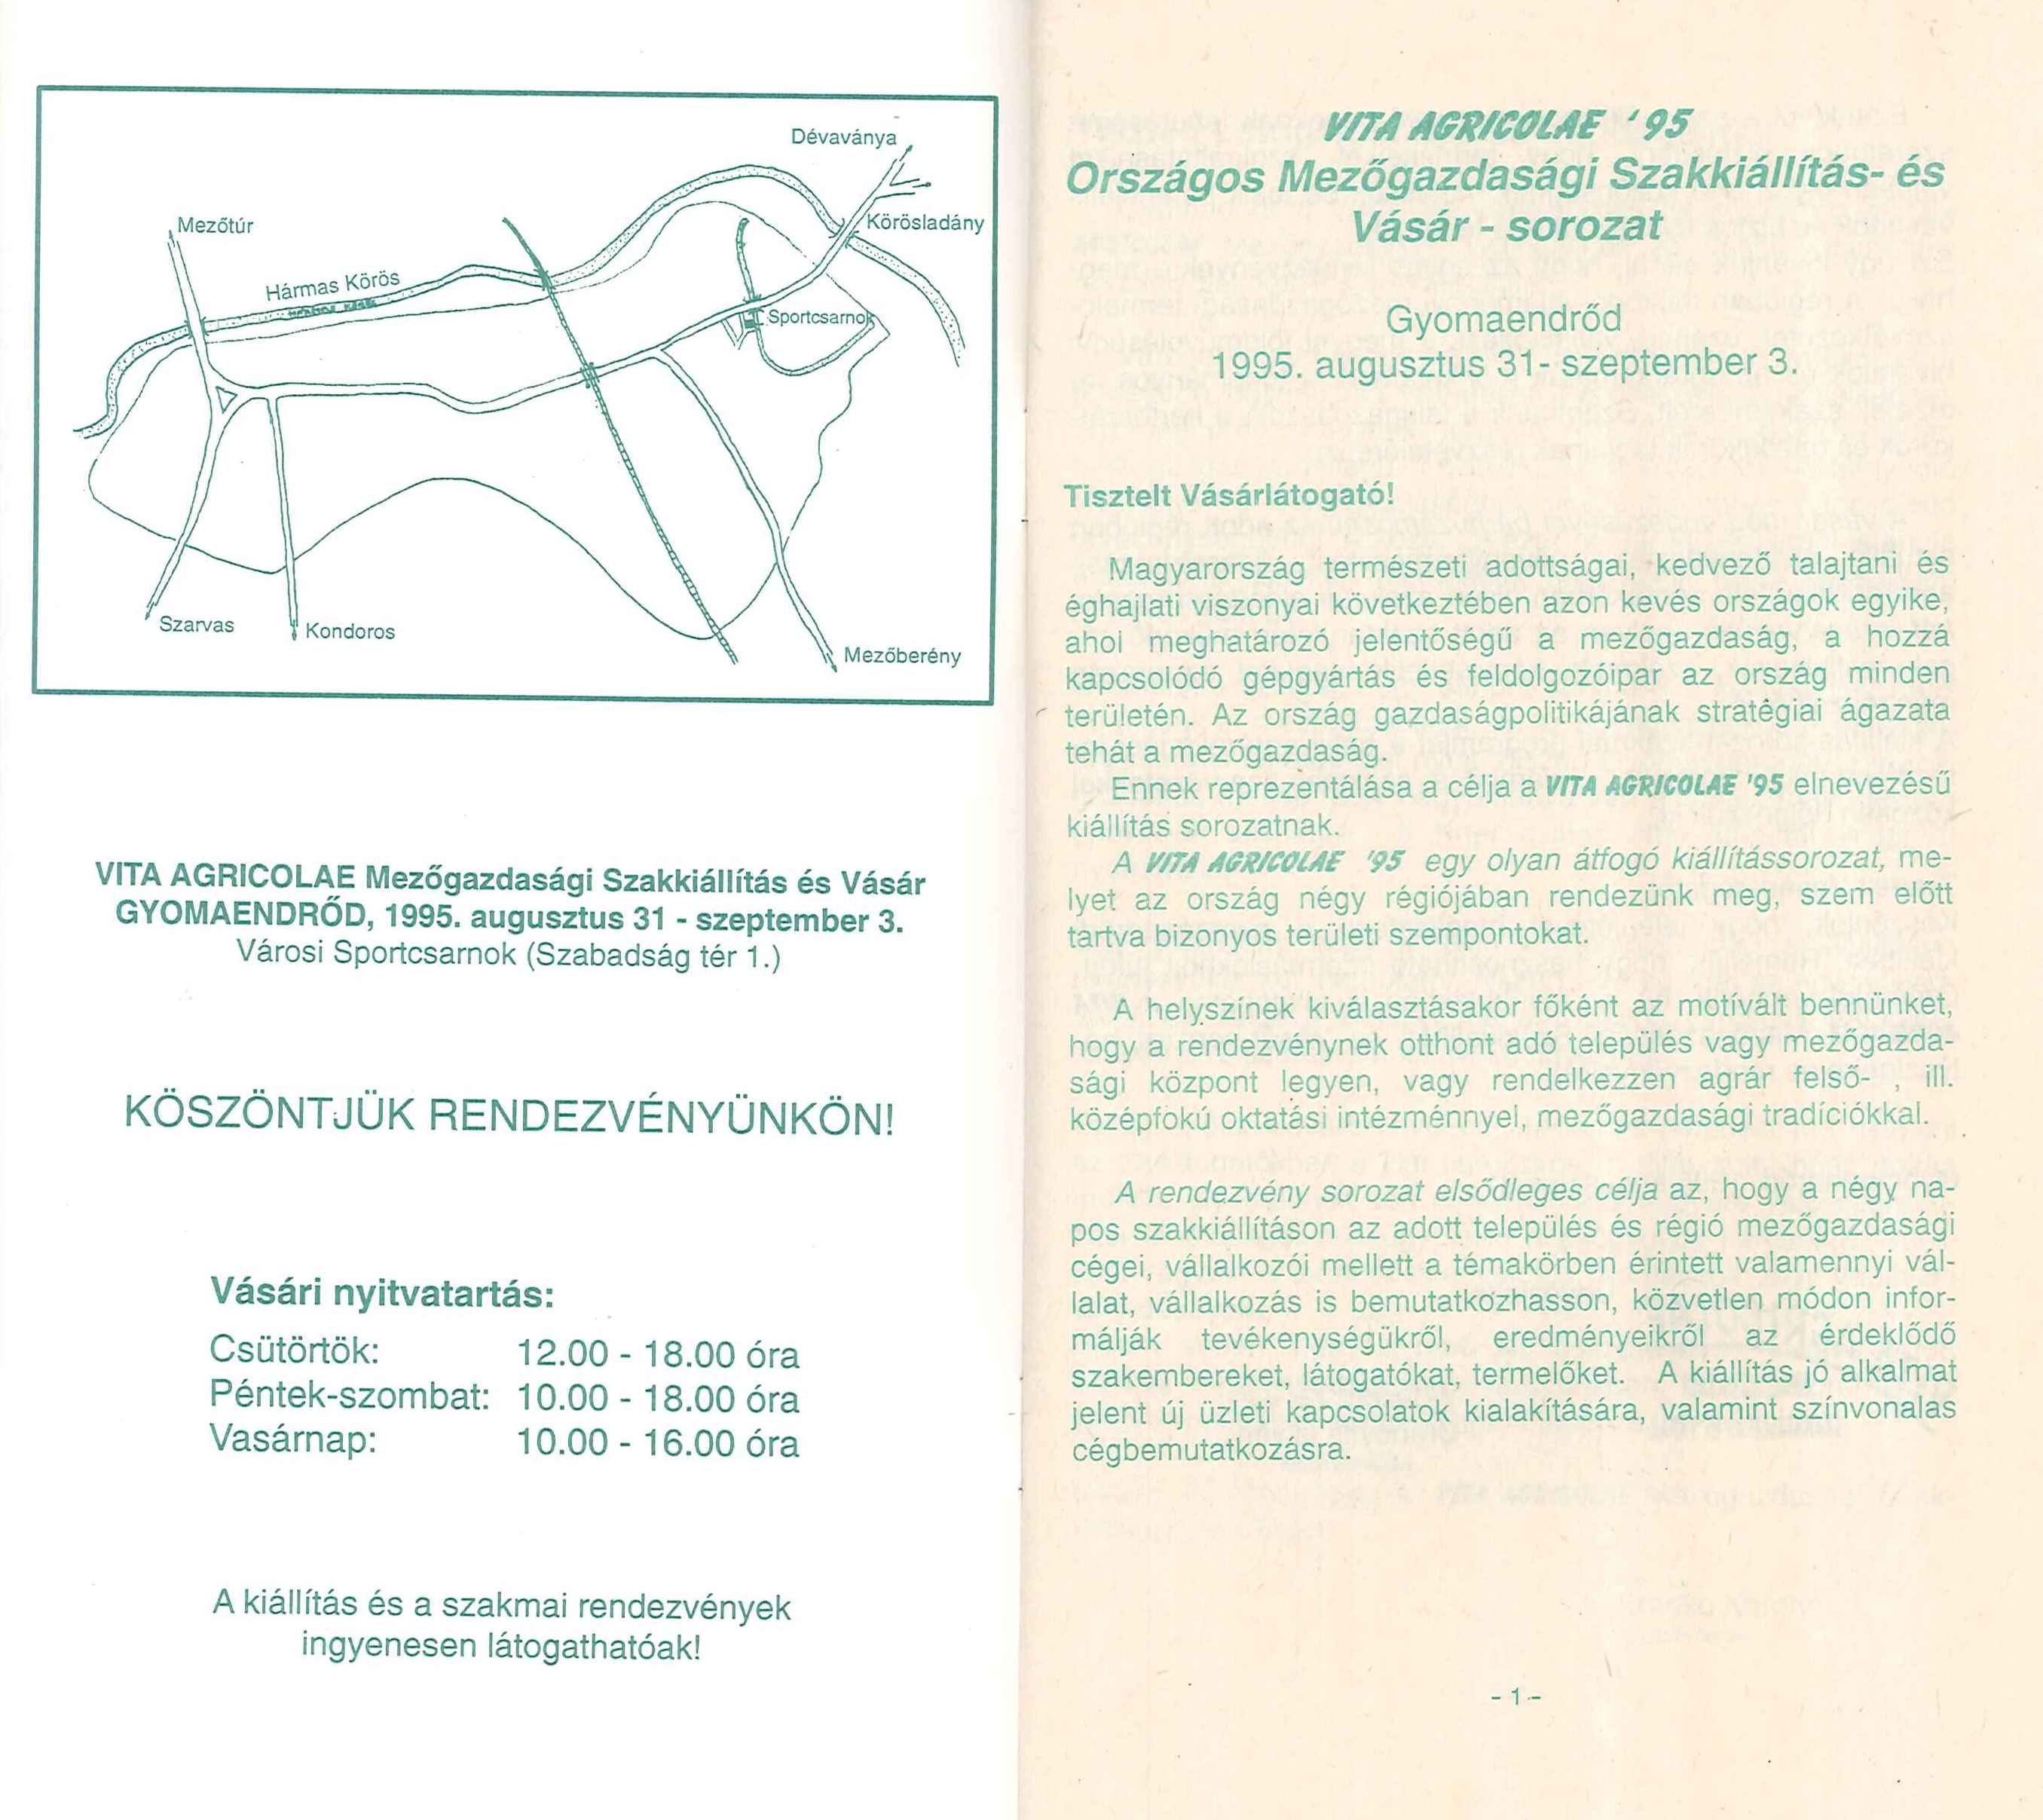 Dévaványa
Mezőtúr
Körösladány
Hármas Körös
Sportcsarnok
Szarvas
Kondoros
Mezőberény
VITA AGRICOLAE Mezőgazdasági Szakkiállítás és Vásár
GYOMAENDRŐD, 1995. augusztus 31 - szeptember 3.
Városi Sportcsarnok (Szabadság tér 1.)
KÖSZÖNTJÜK RENDEZVÉNYÜNKÖN!
Vásári nyitvatartás:
Csütörtök: 12.00 - 18.00 óra
Péntek-szombat: 10.00 - 18.00 óra
Vasárnap: 10.00 - 16.00 óra
A kiállítás és a szakmai rendezvények
ingyenesen látogathatóak!
VITA AGRICOLAE ' 95
Országos Mezőgazdasági Szakkiállítás- és
Vásár - sorozat
Gyomaendrőd
1995. augusztus 31- szeptember 3.
Tisztelt Vásárlátogató!
Magyarország természeti adottságai, kedvező talajtani és
éghajlati viszonyai következtében azon kevés országok egyike,
ahol meghatározó jelentőségű a mezőgazdaság, a hozzá
kapcsolódó gépgyártás és feldolgozóipar az ország minden
területén. Az ország gazdaságpolitikájának stratégiai ágazata
tehát a mezőgazdaság.
Ennek reprezentálása a célja a VITA AGRICOLAE '95 elnevezésű
kiállítás sorozatnak.
A VITA AGRICOLAE '95 egy olyan átfogó kiállítássorozat, me-
lyet az ország négy régiójában rendezünk meg, szem előtt
tartva bizonyos területi szempontokat.
A helyszínek kiválasztásakor főként az motívált bennünket,
hogy a rendezvénynek otthont adó település vagy mezőgazda-
sági központ legyen, vagy rendelkezzen agrár felső- , ill.
középfokú oktatási intézménnyel, mezőgazdasági tradíciókkal.
A rendezvény sorozat elsődleges célja az, hogy a négy na-
pos szakkiállításon az adott település és régió mezőgazdasági
cégei, vállalkozói mellett a témakörben érintett valamennyi vál-
lalat, vállalkozás is bemutatkozhasson, közvetlen módon infor-
málják tevékenységükről, eredményeikről az érdeklődő
szakembereket, látogatókat, termelőket. A kiállítás jó alkalmat
jelent új üzleti kapcsolatok kialakítására, valamint színvonalas
cégbemutatkozásra.
- 1 -